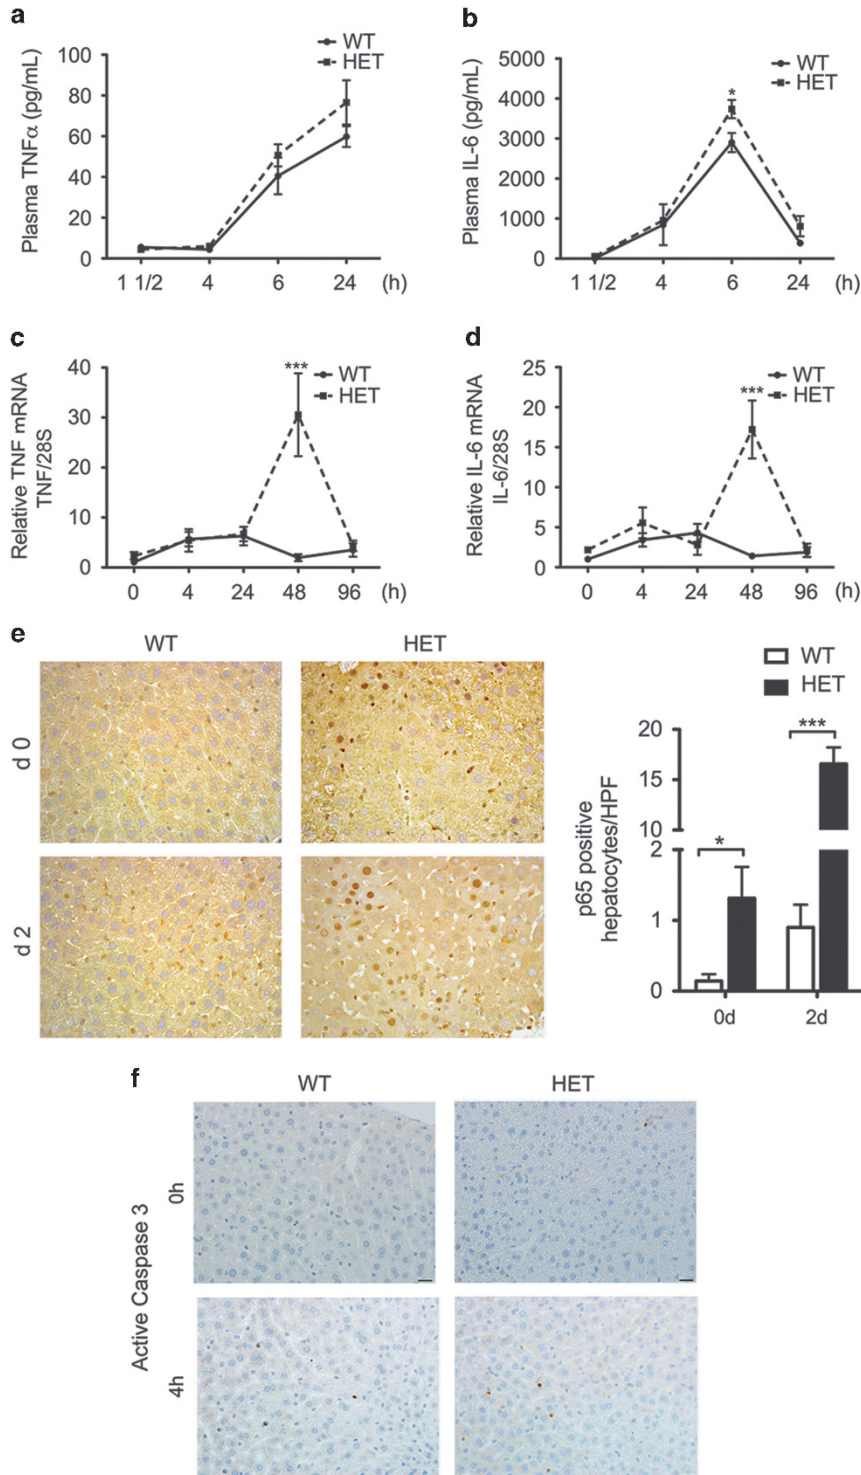 a
WT
HET
Plasma TNFα (pg/mL)
100
80
60
40
20
0
1 1/2 4 6 24 (h)
b
WT
HET
Plasma IL-6 (pg/mL)
5000
4000
3000
2000
1000
0
*
1 1/2 4 6 24 (h)
c
WT
HET
Relative TNF mRNA
TNF/28S
40
30
20
10
0
***
0 4 24 48 96 (h)
d
WT
HET
Relative IL-6 mRNA
IL-6/28S
25
20
15
10
5
0
***
0 4 24 48 96 (h)
e
WT HET
d 0
d 2
WT
HET
p65 positive
hepatocytes/HPF
20
15
10
2
1
0
*
***
0d 2d
f
WT HET
Active Caspase 3
0h
4h